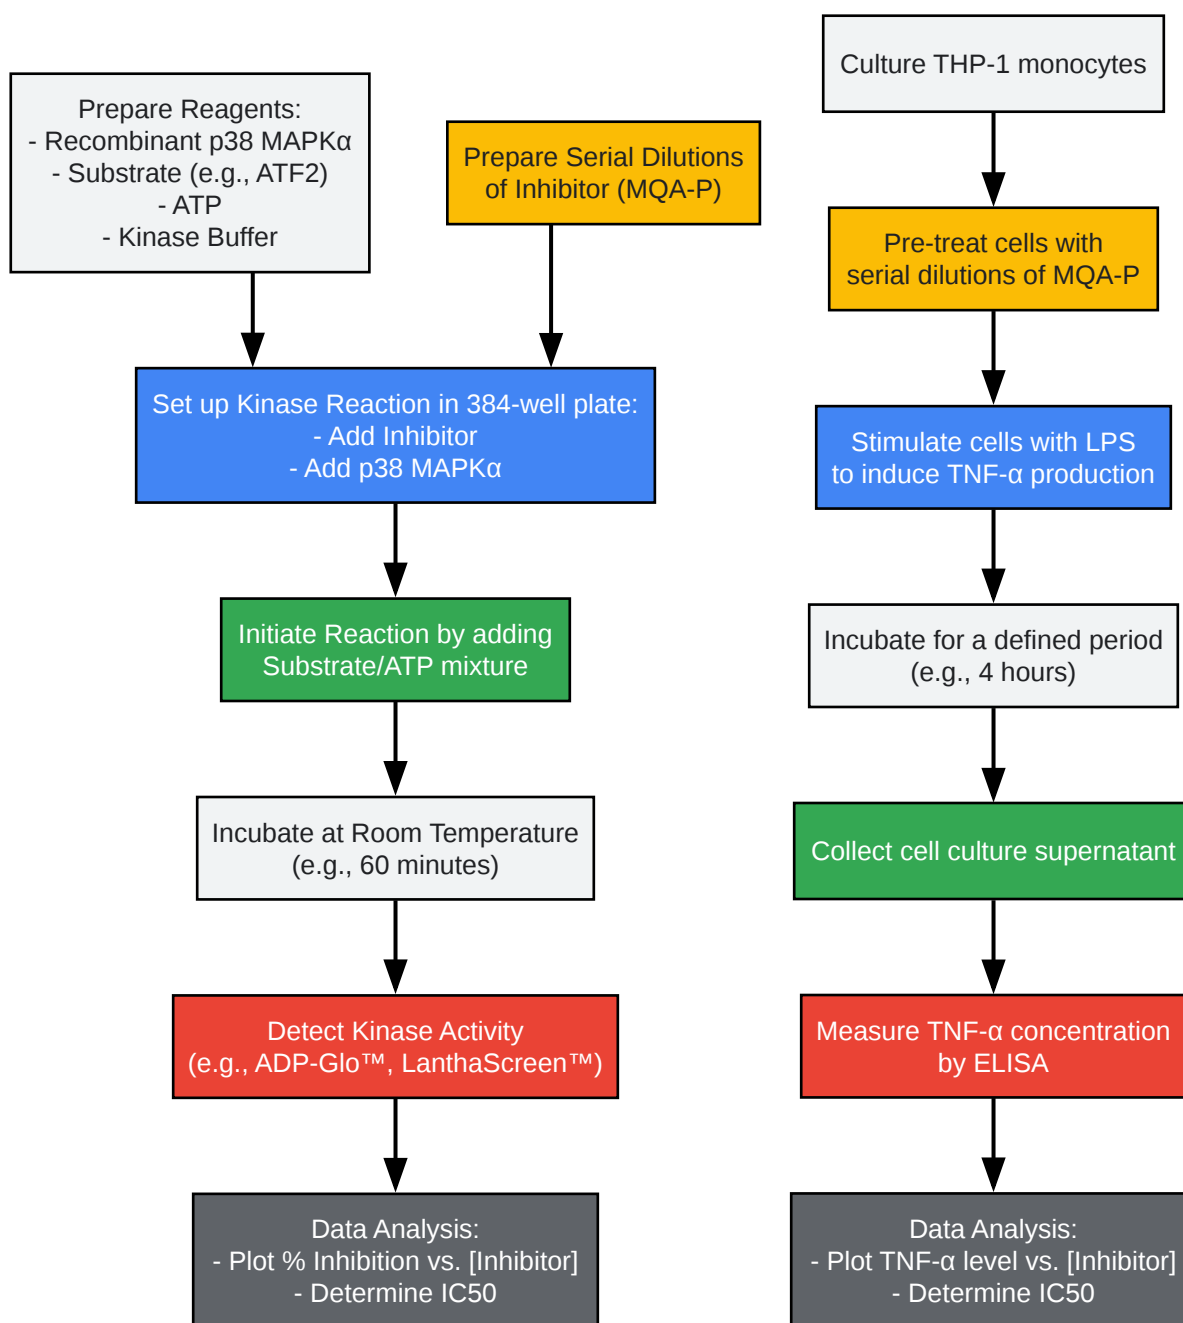 Prepare Reagents:
- Recombinant p38 MAPKα
- Substrate (e.g., ATF2)
- ATP
- Kinase Buffer
Prepare Serial Dilutions
of Inhibitor (MQA-P)
Set up Kinase Reaction in 384-well plate:
- Add Inhibitor
- Add p38 MAPKα
Initiate Reaction by adding
Substrate/ATP mixture
Incubate at Room Temperature
(e.g., 60 minutes)
Detect Kinase Activity
(e.g., ADP-Glo™, LanthaScreen™)
Data Analysis:
- Plot % Inhibition vs. [Inhibitor]
- Determine IC50
Culture THP-1 monocytes
Pre-treat cells with
serial dilutions of MQA-P
Stimulate cells with LPS
to induce TNF-α production
Incubate for a defined period
(e.g., 4 hours)
Collect cell culture supernatant
Measure TNF-α concentration
by ELISA
Data Analysis:
- Plot TNF-α level vs. [Inhibitor]
- Determine IC50